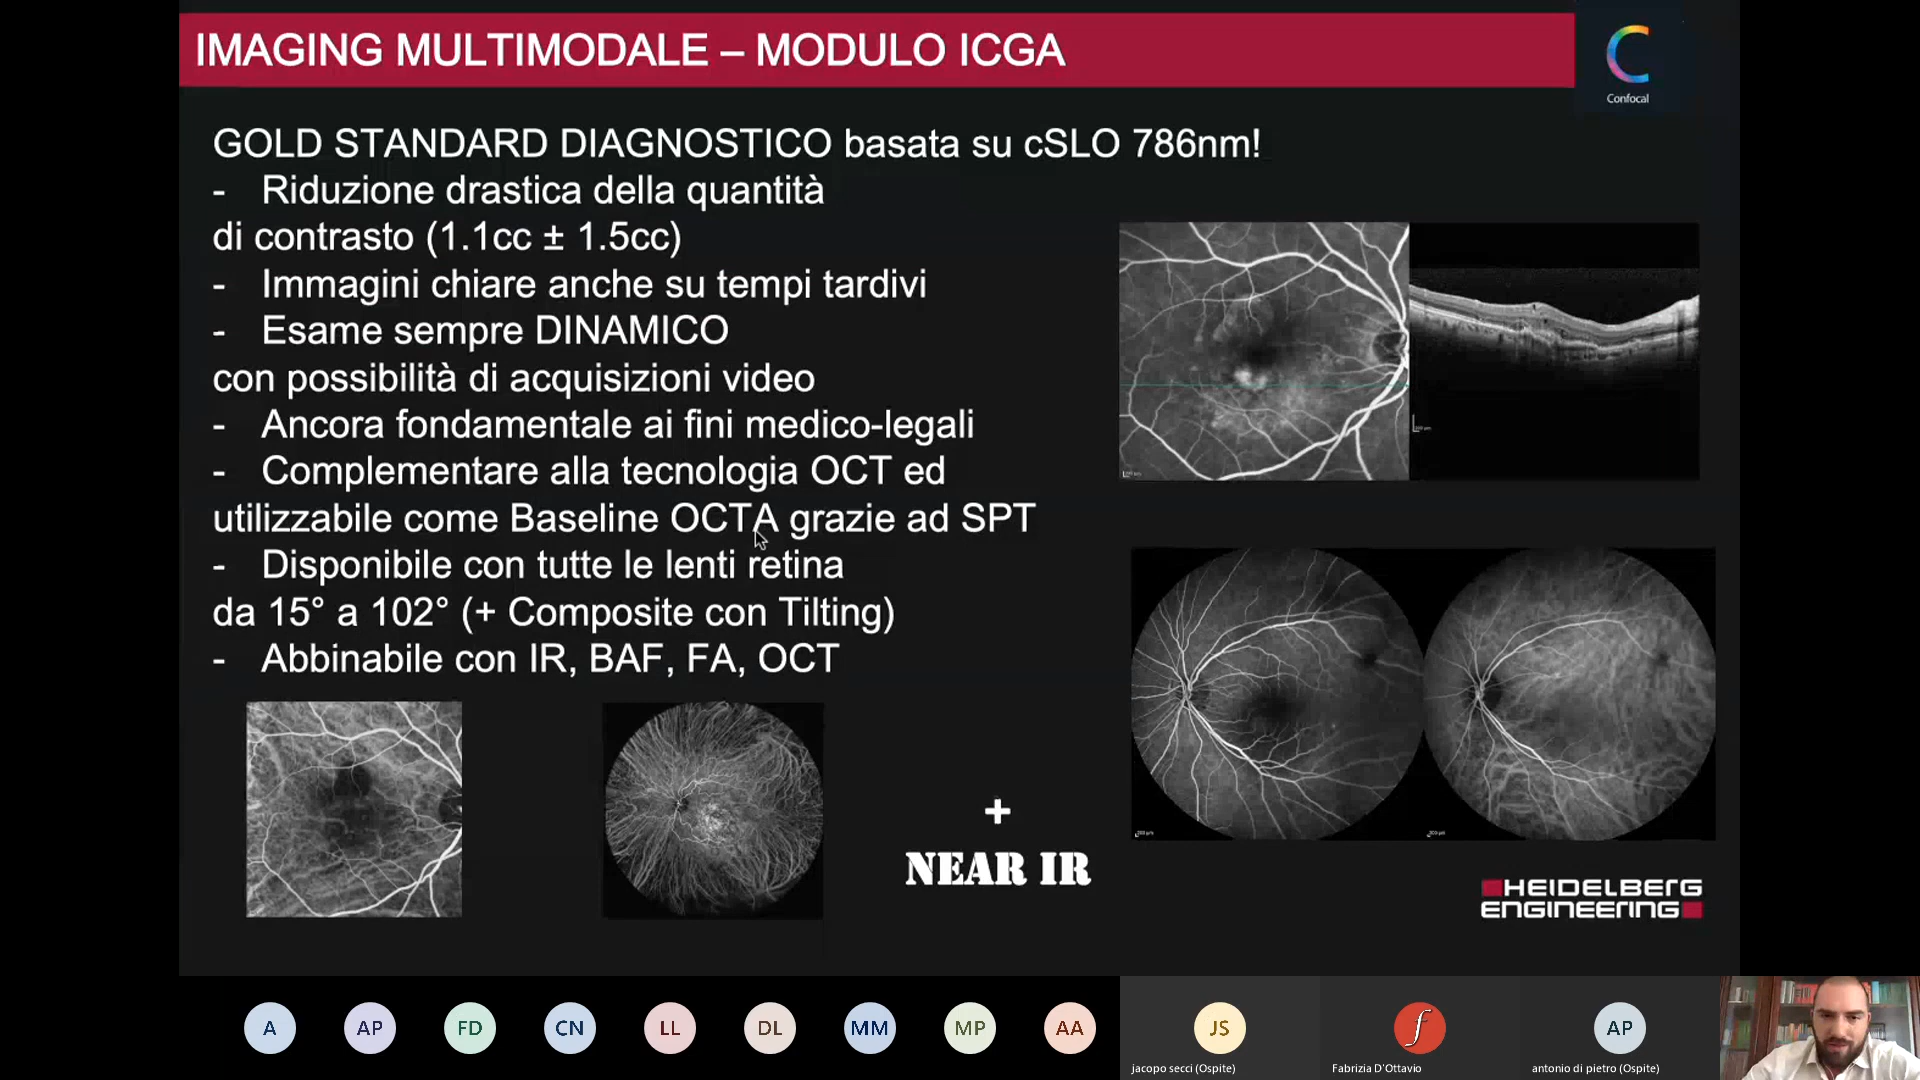 IMAGING MULTIMODALE – MODULO ICGA
Confocal
GOLD STANDARD DIAGNOSTICO basata su cSLO 786nm!
- Riduzione drastica della quantità
di contrasto (1.1cc ± 1.5cc)
- Immagini chiare anche su tempi tardivi
- Esame sempre DINAMICO
con possibilità di acquisizioni video
- Ancora fondamentale ai fini medico-legali
- Complementare alla tecnologia OCT ed
utilizzabile come Baseline OCTA grazie ad SPT
- Disponibile con tutte le lenti retina
da 15° a 102° (+ Composite con Tilting)
- Abbinabile con IR, BAF, FA, OCT
+
NEAR IR
HEIDELBERG
ENGINEERING
A AP FD CN LL DL MM MP AA JS f AP
jacopo secci (Ospite) Fabrizia D'Ottavio antonio di pietro (Ospite)